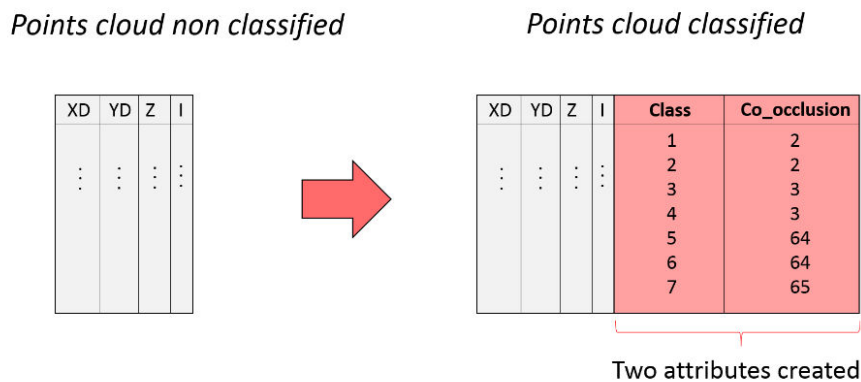 Points cloud non classified
Points cloud classified
XD YD Z I
XD YD Z I Class Co_occlusion
1 2
2 2
3 3
4 3
5 64
6 64
7 65
Two attributes created